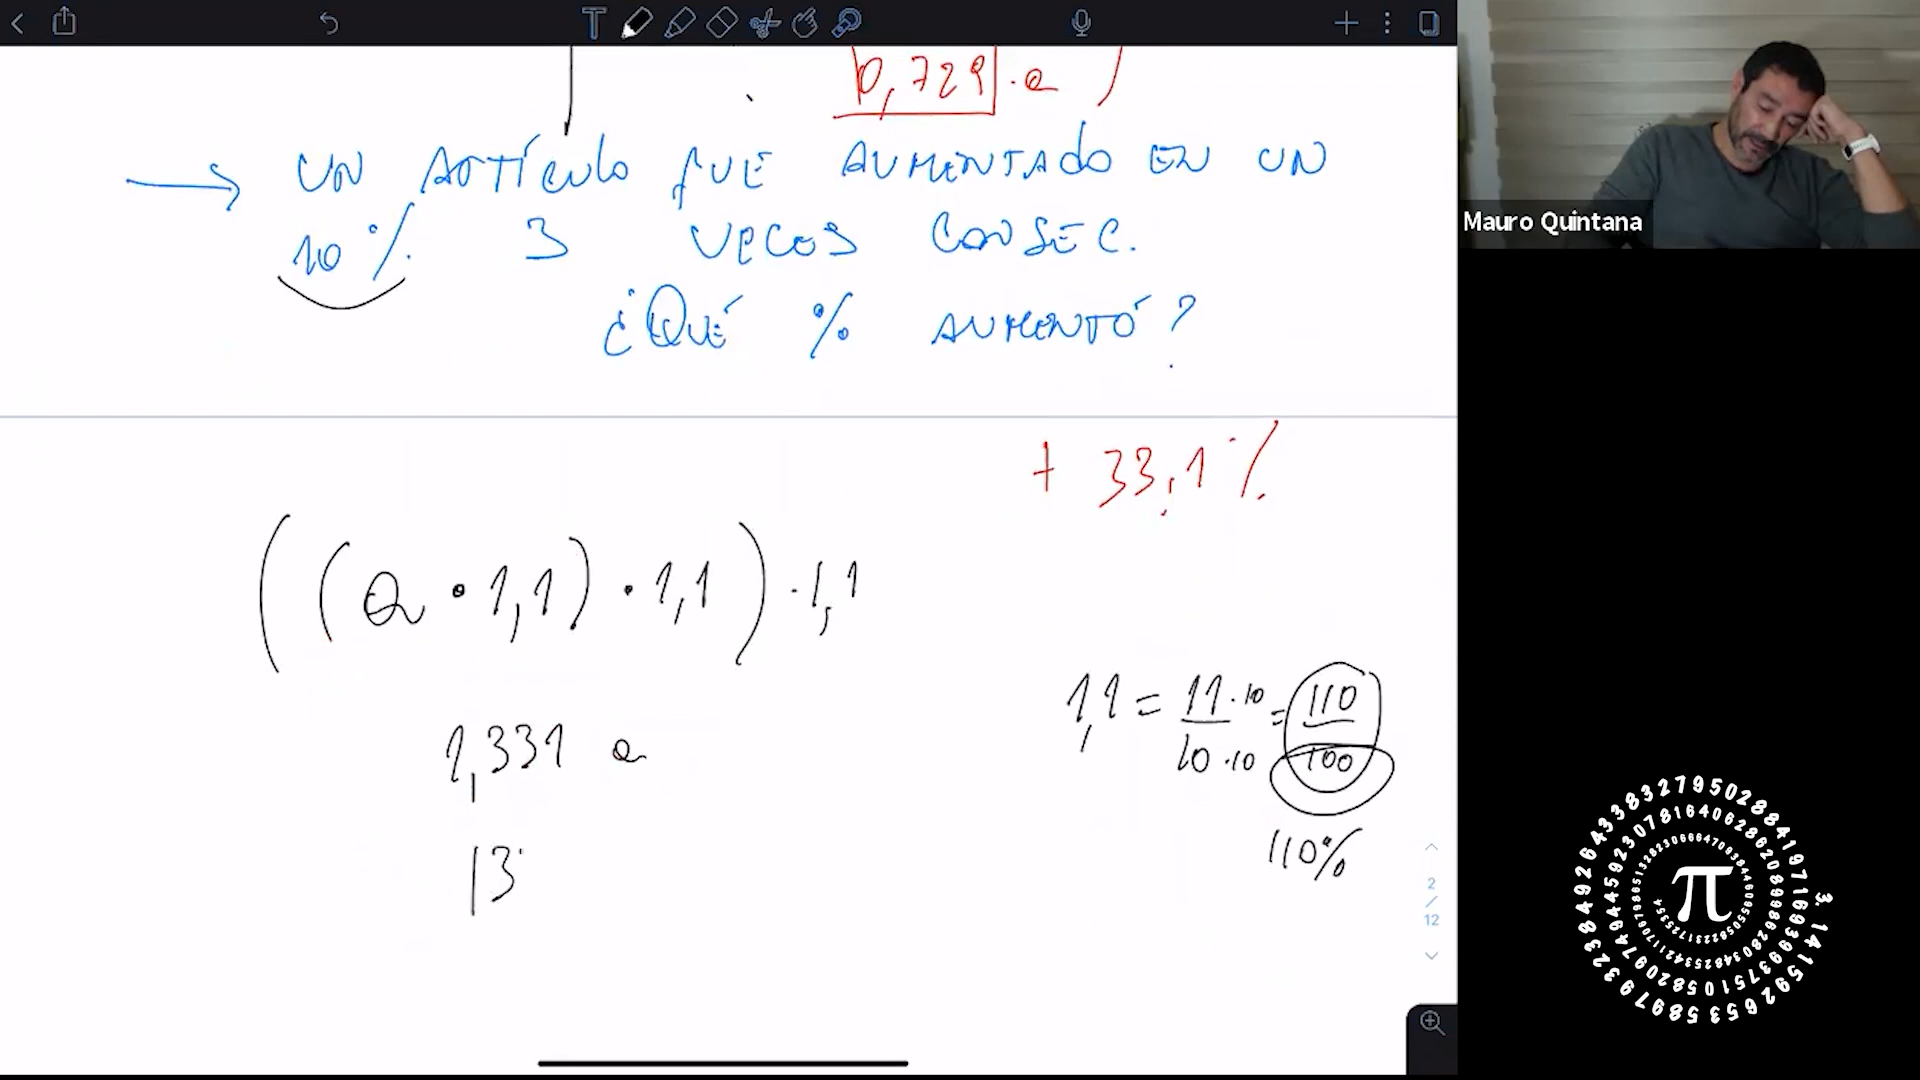 0,729 · a
→ UN ARTÍCULO FUE AUMENTADO EN UN
10% 3 VECES CONSEC.
¿QUÉ % AUMENTÓ?
+ 33,1%
((a · 1,1) · 1,1) · 1,1
1,1 = 11·10/10·10 = 110/100
110%
1,331 a
13
Mauro Quintana
2
/
12
π